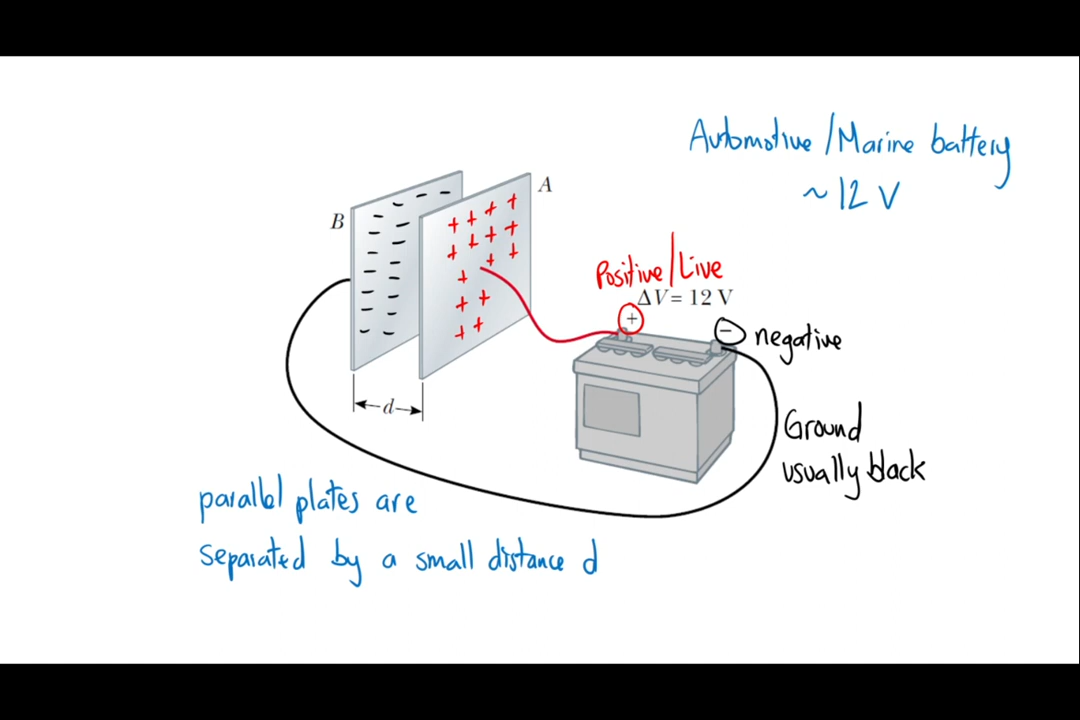 Automotive/Marine battery
~12 V
A
B
Positive/Live
ΔV = 12 V
+
−
negative
d
Ground
usually black
parallel plates are
separated by a small distance d